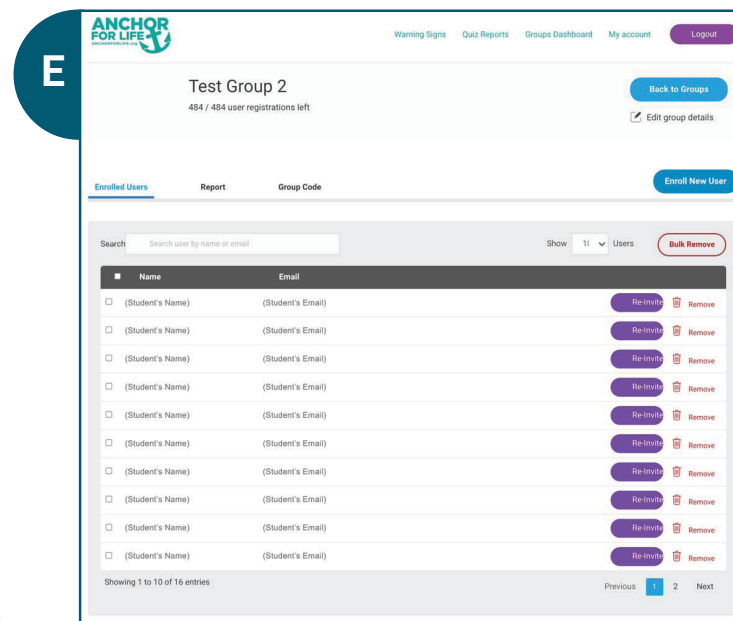 E
ANCHOR
FOR LIFE
ANCHORFORLIFE.org
Warning Signs Quiz Reports Groups Dashboard My account Logout
Test Group 2
484 / 484 user registrations left
Back to Groups
Edit group details
Enrolled Users Report Group Code
Enroll New User
Search Search user by name or email Show 10 Users Bulk Remove
Name Email
(Student's Name) (Student's Email) Re-Invite Remove
(Student's Name) (Student's Email) Re-Invite Remove
(Student's Name) (Student's Email) Re-Invite Remove
(Student's Name) (Student's Email) Re-Invite Remove
(Student's Name) (Student's Email) Re-Invite Remove
(Student's Name) (Student's Email) Re-Invite Remove
(Student's Name) (Student's Email) Re-Invite Remove
(Student's Name) (Student's Email) Re-Invite Remove
(Student's Name) (Student's Email) Re-Invite Remove
(Student's Name) (Student's Email) Re-Invite Remove
Showing 1 to 10 of 16 entries
Previous 1 2 Next